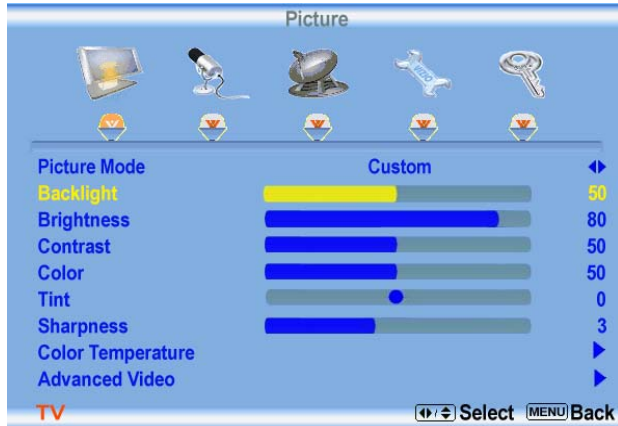 Picture
VIZIO
Picture Mode Custom
Backlight 50
Brightness 80
Contrast 50
Color 50
Tint 0
Sharpness 3
Color Temperature
Advanced Video
TV Select MENU Back